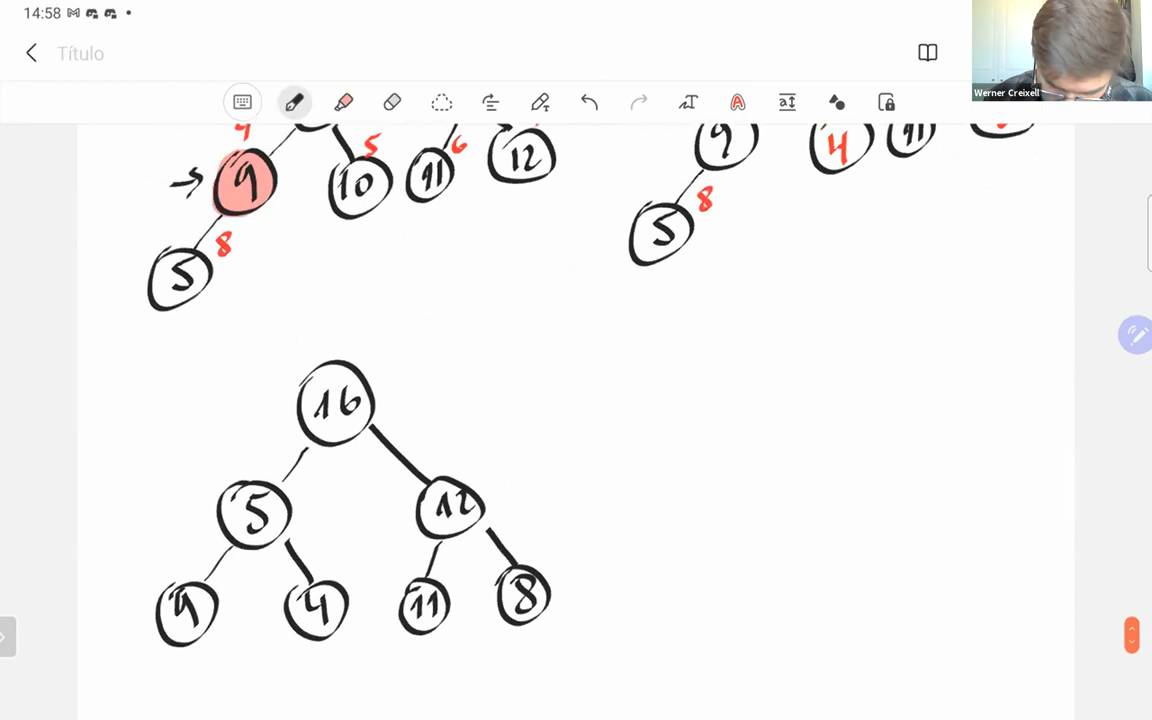 14:58
Título
Werner Creixell
4 5 6
9 10 11 12
8
5
9 4 11
8
5
16
5 12
9 4 11 8